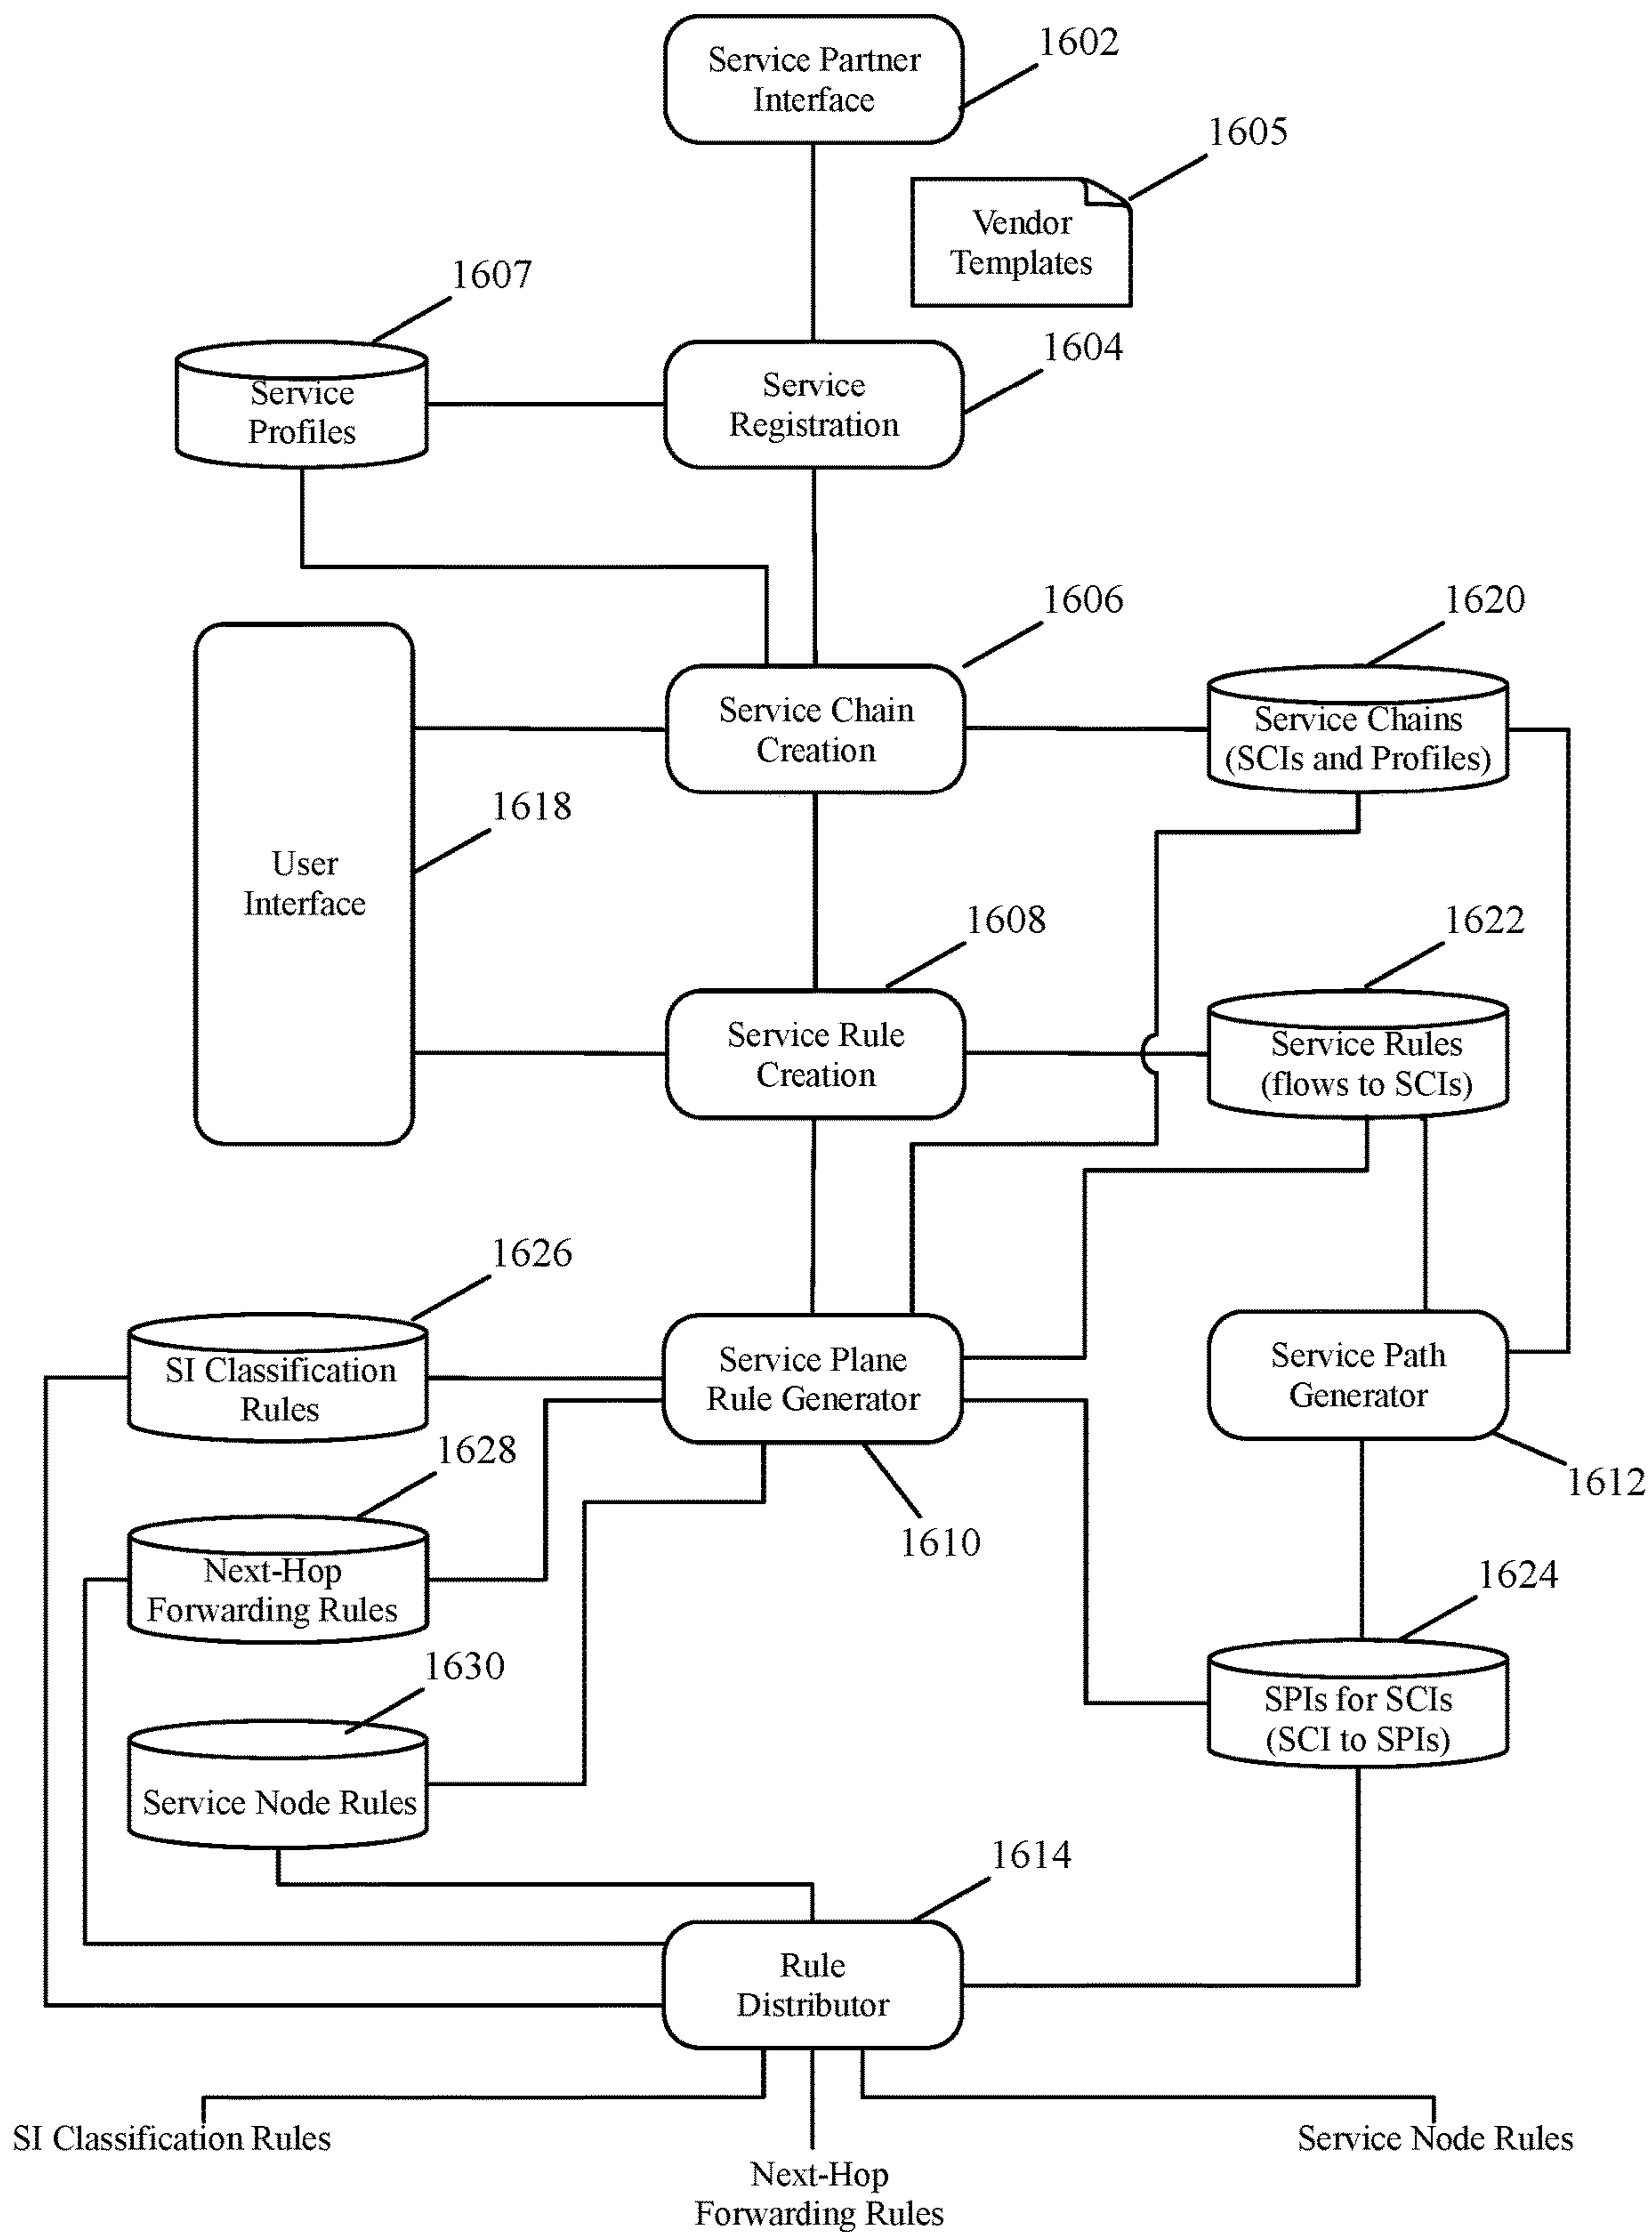 Service Partner
Interface
1602
1605
Vendor
Templates
1607
Service
Profiles
1604
Service
Registration
1606
Service Chain
Creation
1620
Service Chains
(SCIs and Profiles)
1618
User
Interface
1608
Service Rule
Creation
1622
Service Rules
(flows to SCIs)
1626
SI Classification
Rules
Service Plane
Rule Generator
1610
Service Path
Generator
1612
1628
Next-Hop
Forwarding Rules
1624
SPIs for SCIs
(SCI to SPIs)
1630
Service Node Rules
1614
Rule
Distributor
SI Classification Rules
Next-Hop
Forwarding Rules
Service Node Rules